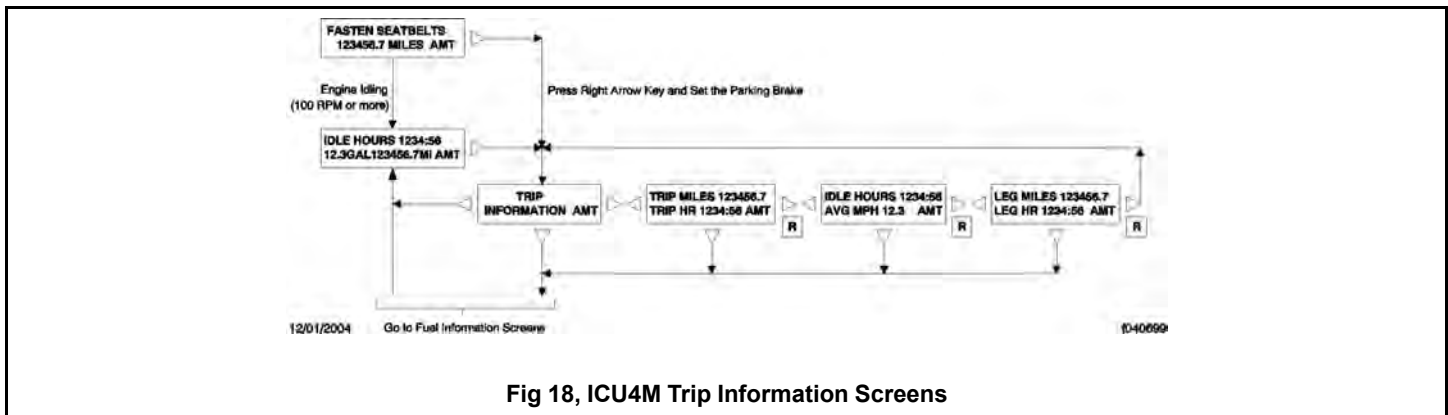 FASTEN SEATBELTS
123456.7 MILES AMT
Engine Idling
(100 RPM or more)
Press Right Arrow Key and Set the Parking Brake
IDLE HOURS 1234:56
12.3GAL123456.7MI AMT
TRIP
INFORMATION AMT
TRIP MILES 123456.7
TRIP HR 1234:56 AMT
R
IDLE HOURS 1234:56
AVG MPH 12.3 AMT
R
LEG MILES 123456.7
LEG HR 1234:56 AMT
R
12/01/2004
Go to Fuel Information Screens
f040699
Fig 18, ICU4M Trip Information Screens